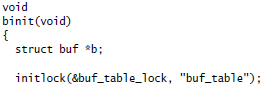 void
binit(void)
{
  struct buf *b;

  initlock(&buf_table_lock, "buf_table");